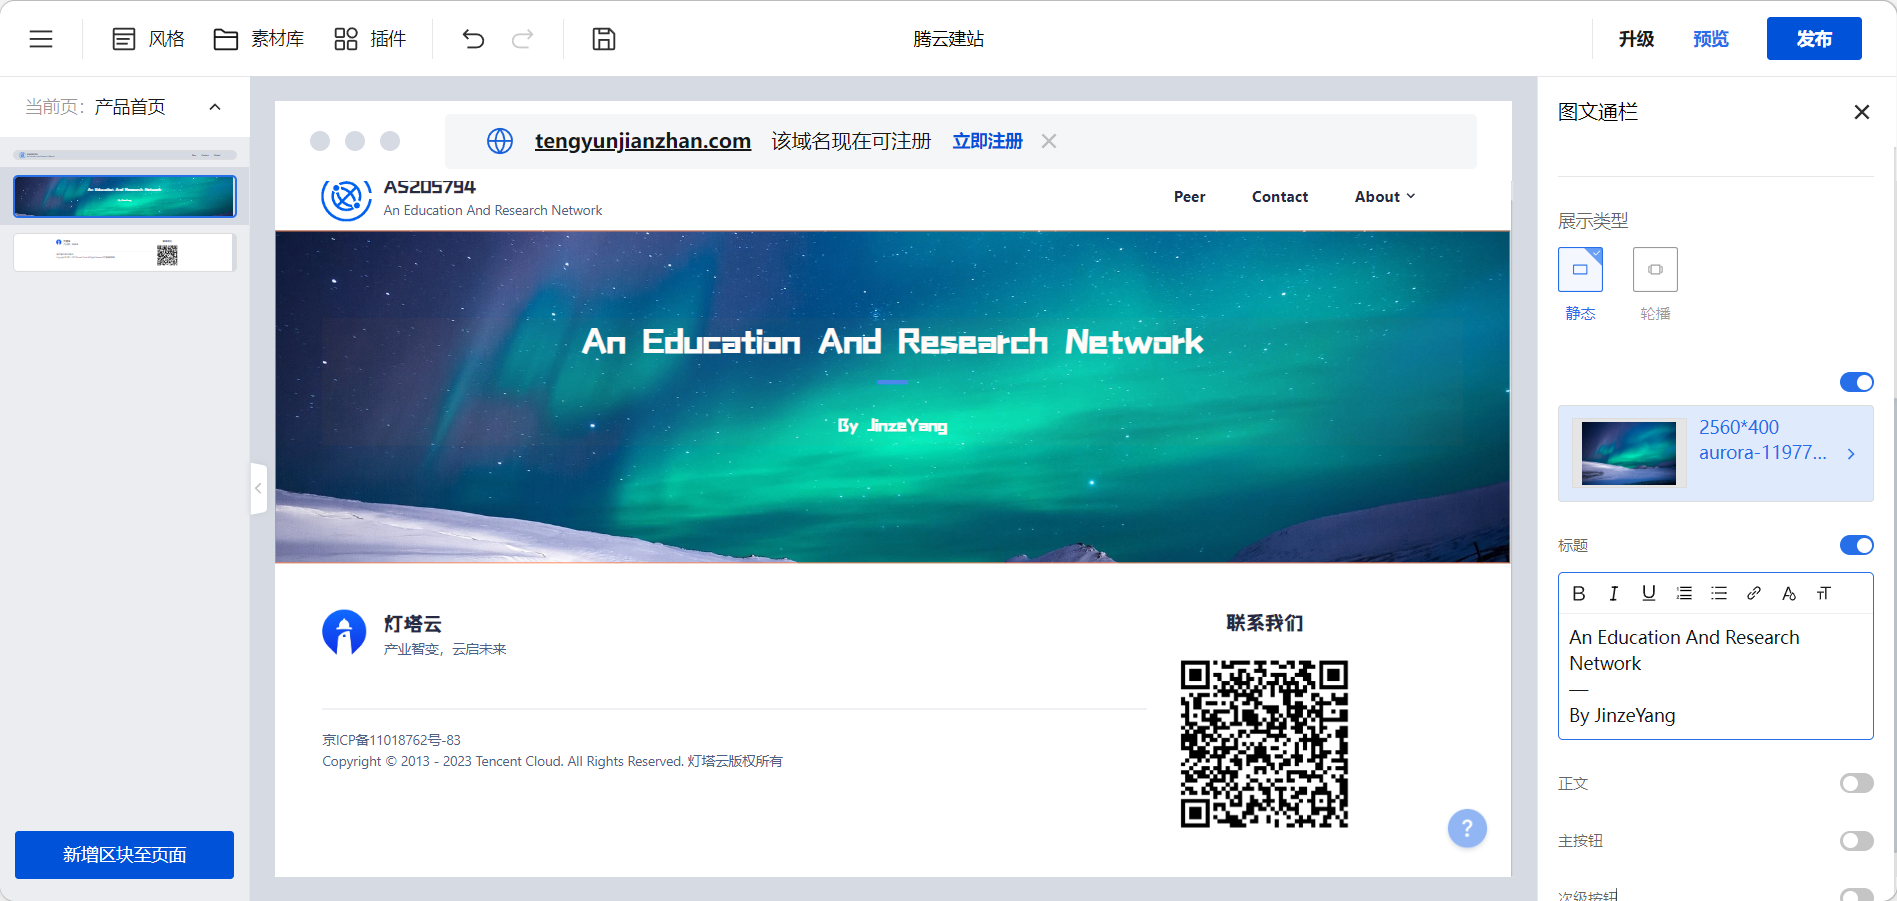 风格
素材库
插件
腾云建站
升级
预览
发布
当前页：产品首页
tengyunjianzhan.com 该域名现在可注册 立即注册
AS205794
An Education And Research Network
Peer
Contact
About
An Education And Research Network
By JinzeYang
灯塔云
产业智变，云启未来
联系我们
京ICP备11018762号-83
Copyright © 2013 - 2023 Tencent Cloud. All Rights Reserved. 灯塔云版权所有
?
新增区块至页面
图文通栏
展示类型
静态
轮播
2560*400
aurora-11977...
标题
B I U
An Education And Research
Network
—
By JinzeYang
正文
主按钮
次级按钮